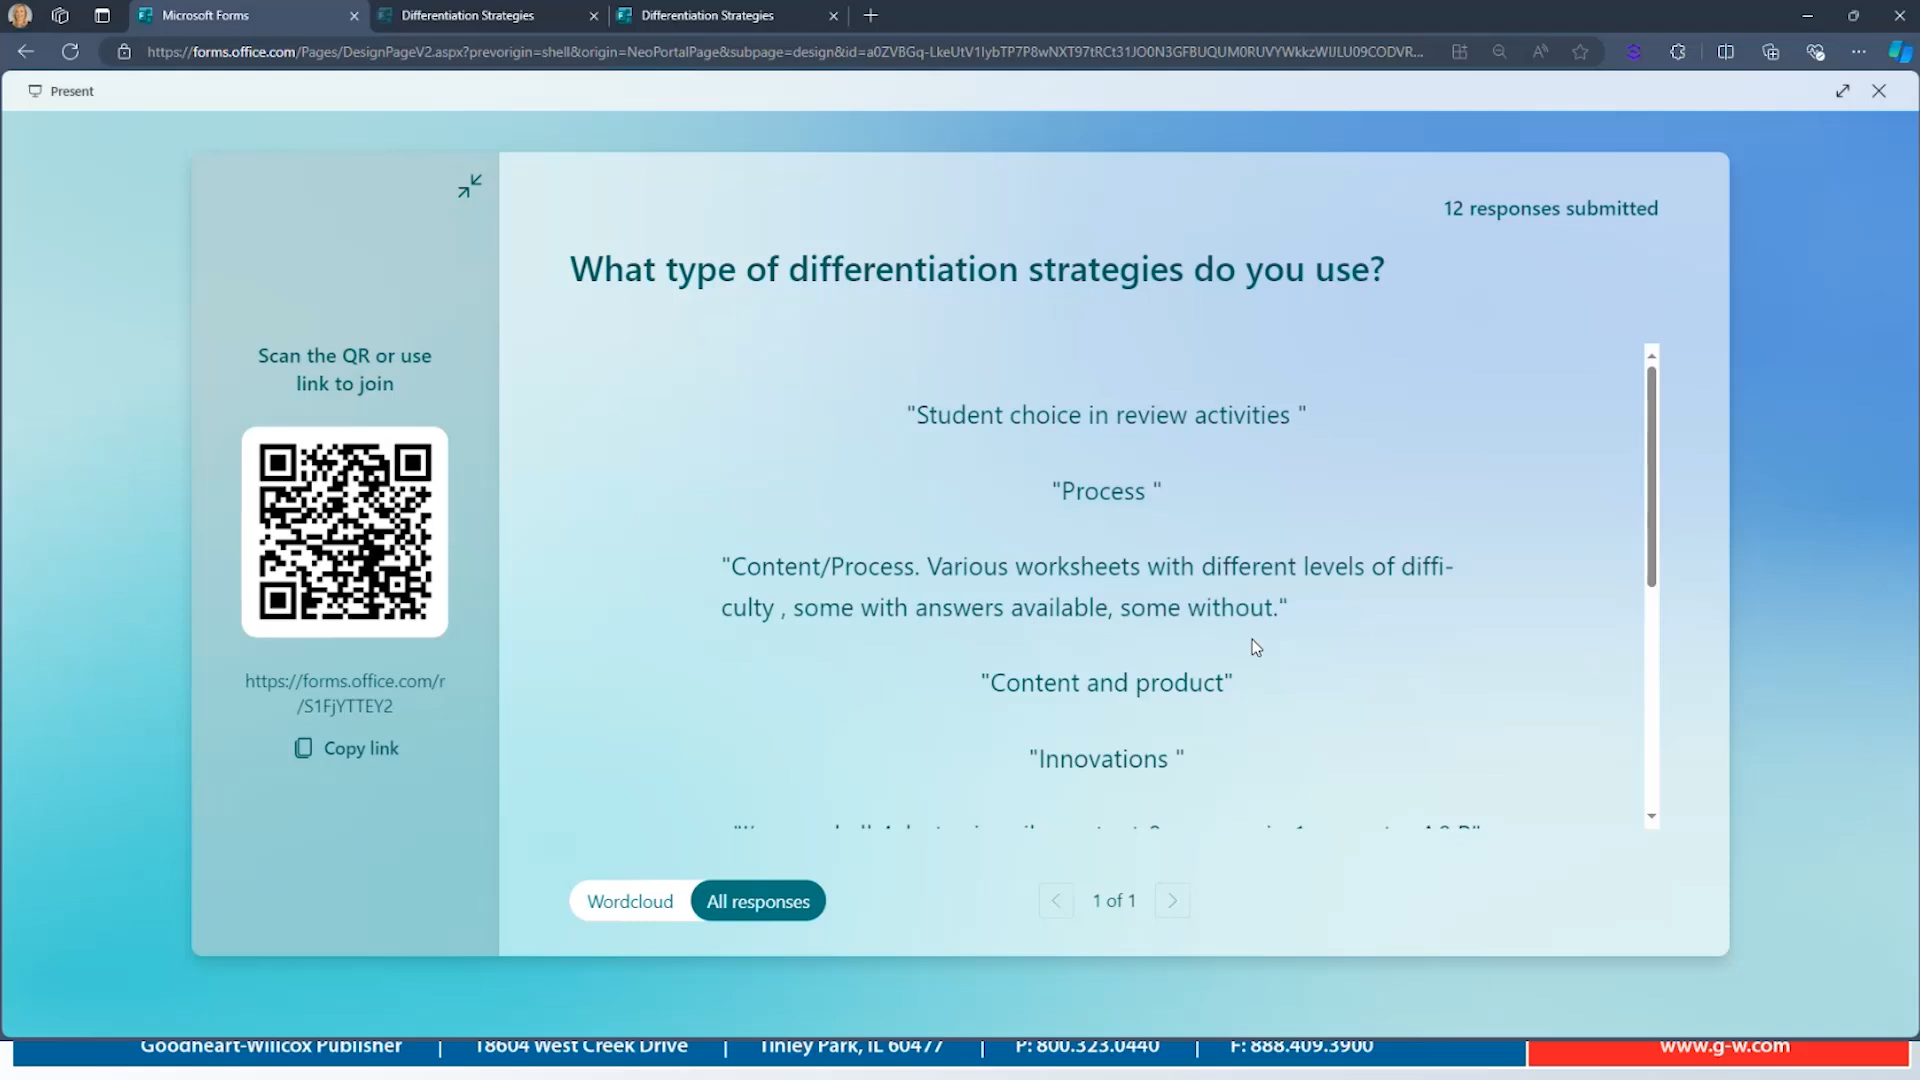 Microsoft Forms
Differentiation Strategies
Differentiation Strategies
https://forms.office.com/Pages/DesignPageV2.aspx?prevorigin=shell&origin=NeoPortalPage&subpage=design&id=
Present
12 responses submitted
What type of differentiation strategies do you use?
Scan the QR or use
link to join
https://forms.office.com/r
/S1FjYTTEY2
Copy link
"Student choice in review activities "
"Process "
"Content/Process. Various worksheets with different levels of diffi-
culty , some with answers available, some without."
"Content and product"
"Innovations "
Wordcloud
All responses
1 of 1
Goodheart-Willcox Publisher | 18604 West Creek Drive | Tinley Park, IL 60477 | P: 800.323.0440 | F: 888.409.3900
www.g-w.com